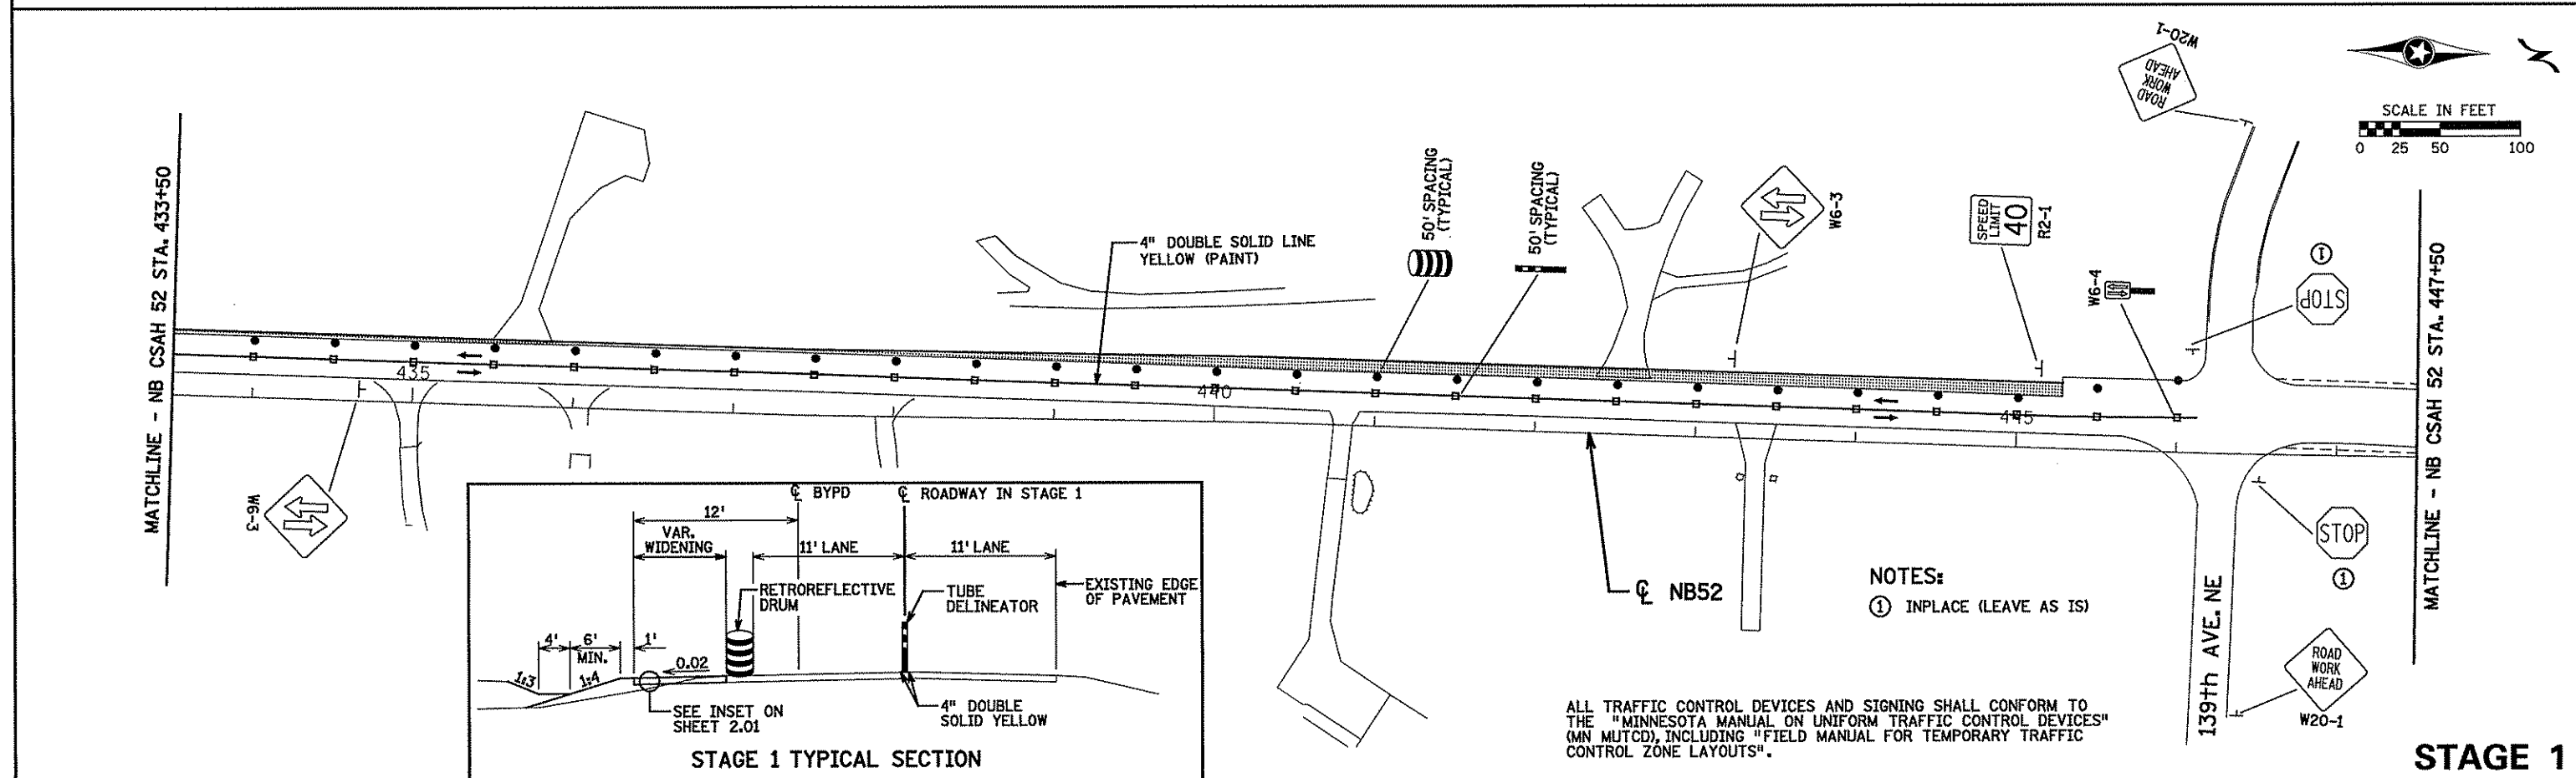 W20-1
ROAD
WORK
AHEAD
SCALE IN FEET
0 25 50 100
MATCHLINE - NB CSAH 52 STA. 433+50
4" DOUBLE SOLID LINE
YELLOW (PAINT)
50' SPACING
(TYPICAL)
50' SPACING
(TYPICAL)
W6-3
SPEED
LIMIT
40
R2-1
W6-4
1
STOP
MATCHLINE - NB CSAH 52 STA. 447+50
435
440
445
W6-3
℄ BYPD
℄ ROADWAY IN STAGE 1
12'
VAR.
WIDENING
11' LANE
11' LANE
RETROREFLECTIVE
DRUM
TUBE
DELINEATOR
EXISTING EDGE
OF PAVEMENT
4'
6'
MIN.
1'
0.02
1:3
1:4
SEE INSET ON
SHEET 2.01
4" DOUBLE
SOLID YELLOW
STAGE 1 TYPICAL SECTION
℄ NB52
NOTES:
1 INPLACE (LEAVE AS IS)
STOP
1
139th AVE. NE
ROAD
WORK
AHEAD
W20-1
ALL TRAFFIC CONTROL DEVICES AND SIGNING SHALL CONFORM TO
THE "MINNESOTA MANUAL ON UNIFORM TRAFFIC CONTROL DEVICES"
(MN MUTCD), INCLUDING "FIELD MANUAL FOR TEMPORARY TRAFFIC
CONTROL ZONE LAYOUTS".
STAGE 1